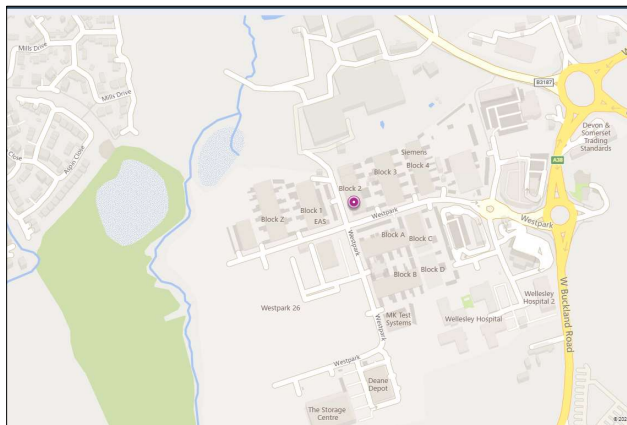 Mills Drive
Mills Drive
Close
Aspin Close
B3187
Devon &
Somerset
Trading
Standards
A38
Siemens
Block 4
Block 3
Block 2
Block 1
EA5
Block Z
Westpark
Westpark
Westpark
Block A
Block C
Block D
Block B
Wellesley
Hospital 2
W Buckland Road
Westpark 26
MK Test
Systems
Wellesley Hospital
Westpark
Westpark
Deane
Depot
The Storage
Centre